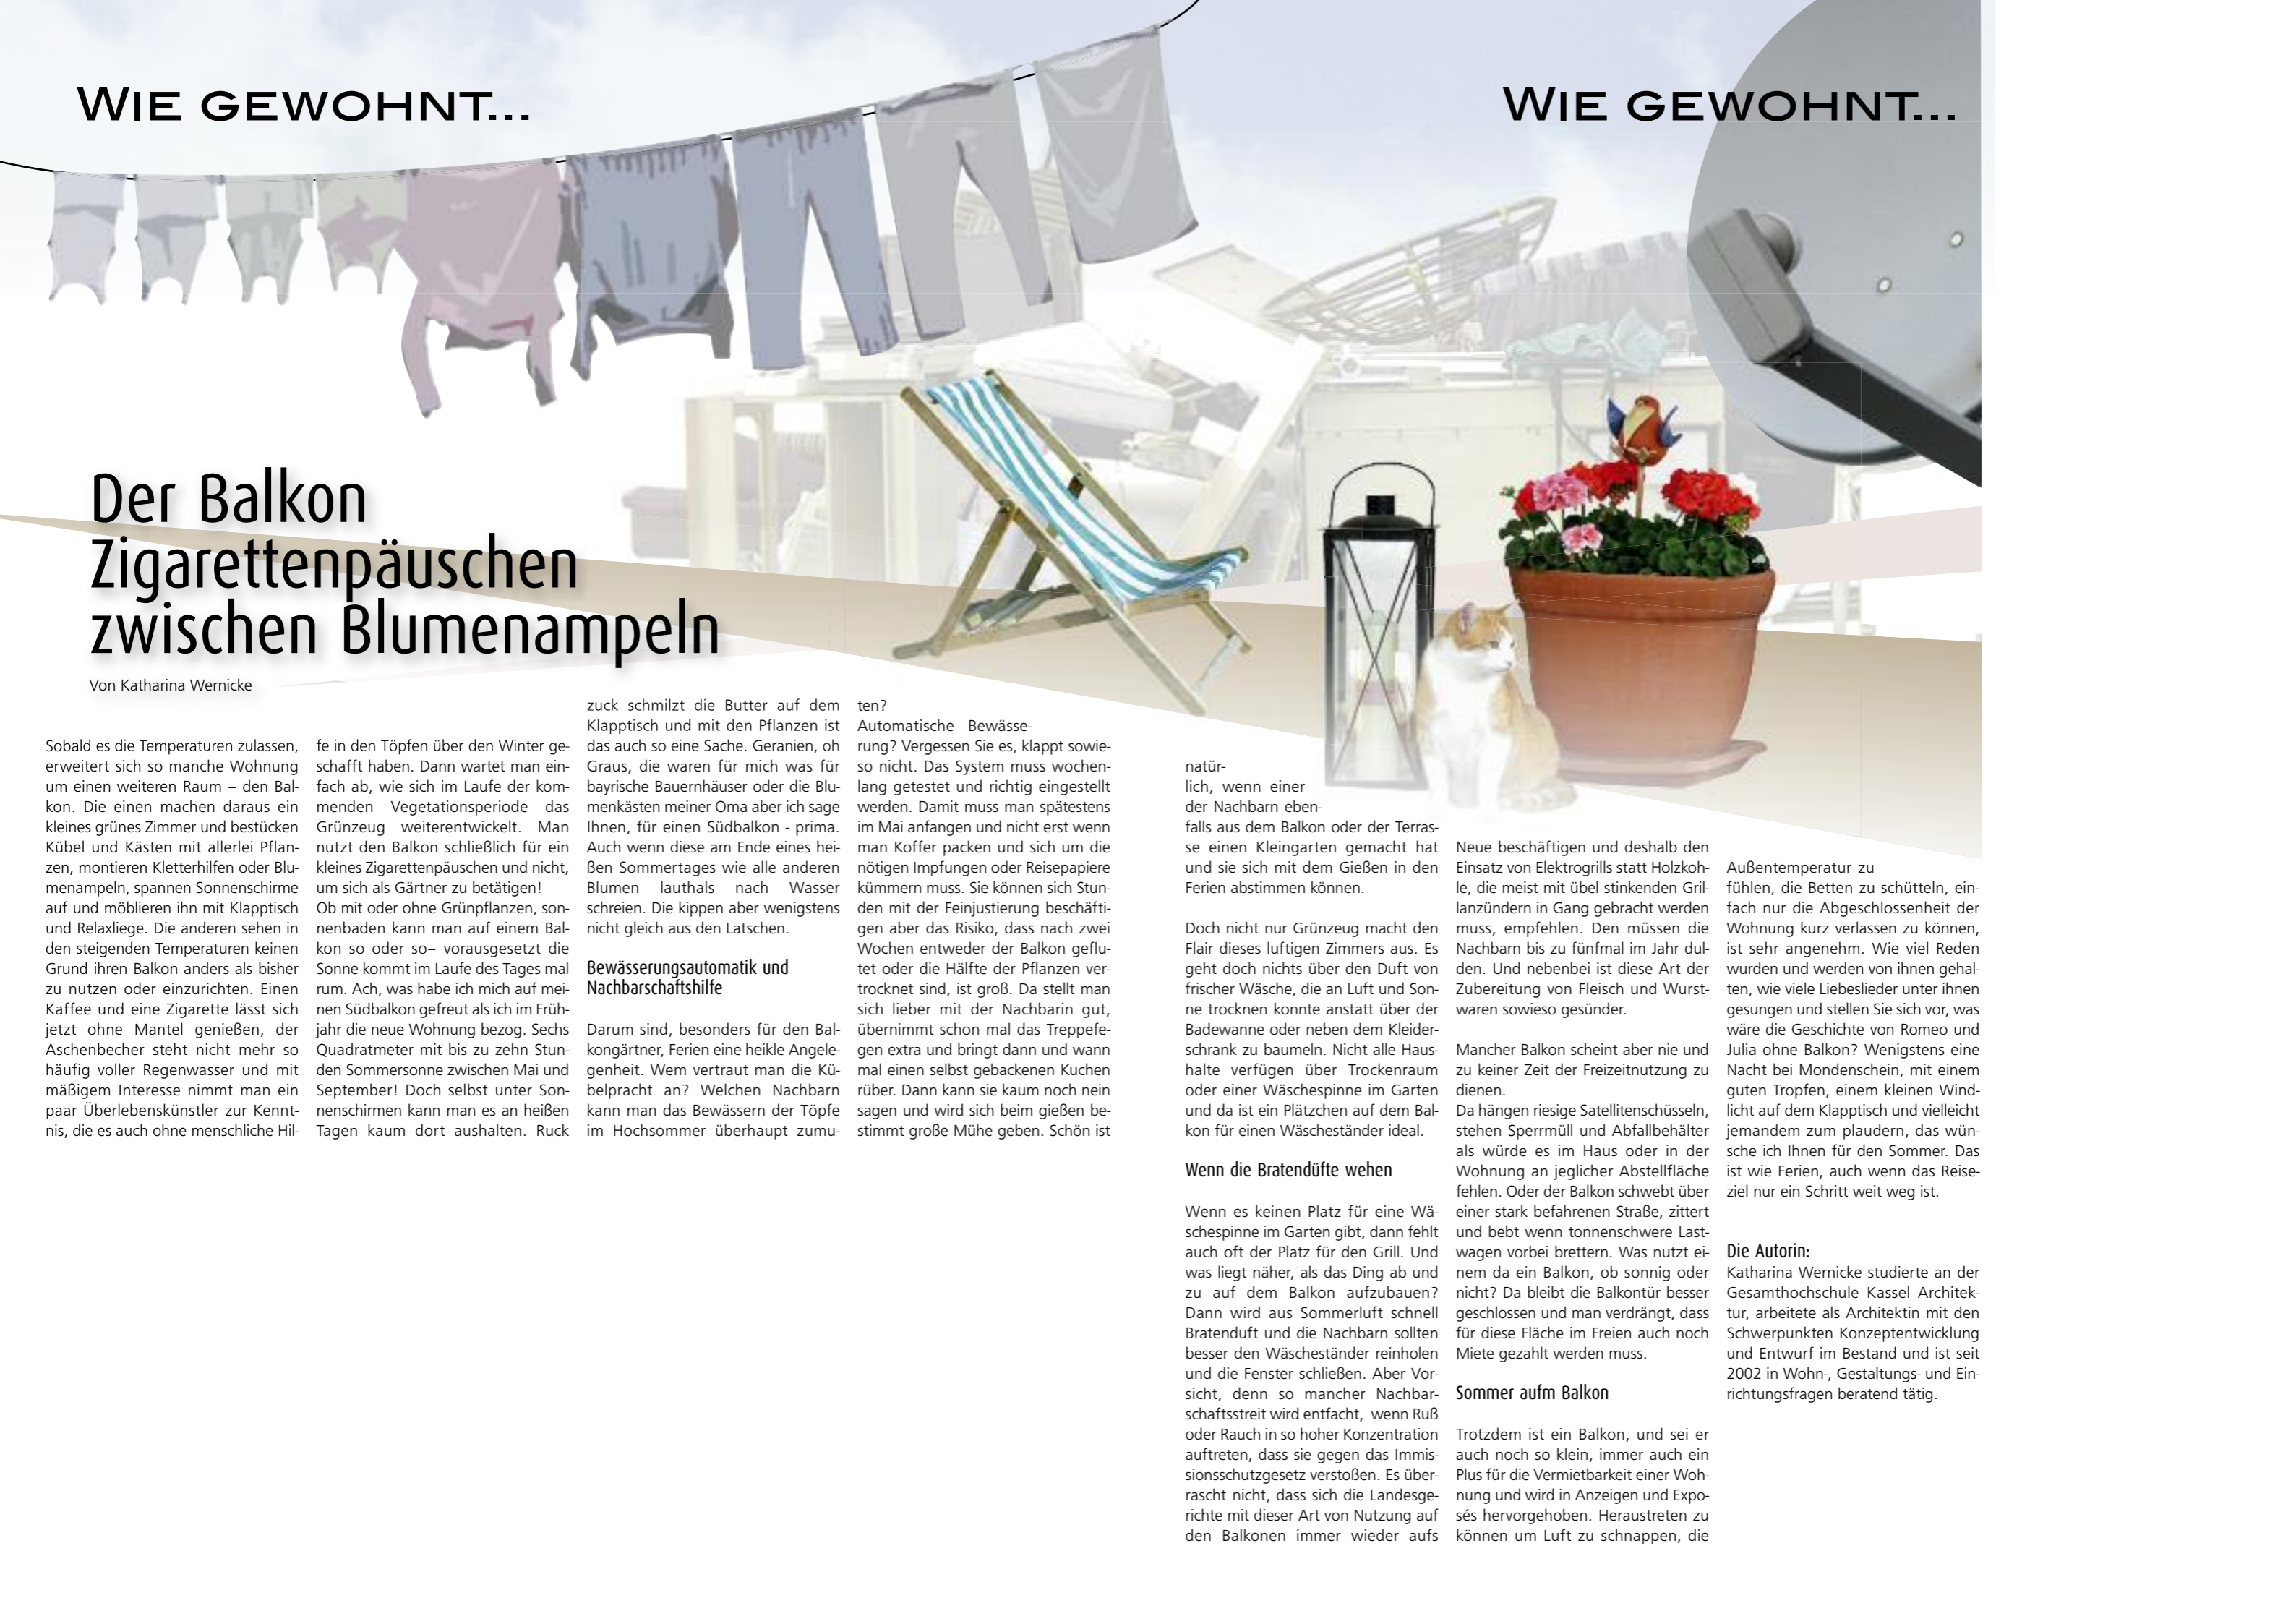 WIE GEWOHNT...
WIE GEWOHNT...
Der Balkon
Zigarettenpäuschen
zwischen Blumenampeln
Von Katharina Wernicke
Sobald es die Temperaturen zulassen,
erweitert sich so manche Wohnung
um einen weiteren Raum – den Bal-
kon. Die einen machen daraus ein
kleines grünes Zimmer und bestücken
Kübel und Kästen mit allerlei Pflan-
zen, montieren Kletterhilfen oder Blu-
menampeln, spannen Sonnenschirme
auf und möblieren ihn mit Klapptisch
und Relaxliege. Die anderen sehen in
den steigenden Temperaturen keinen
Grund ihren Balkon anders als bisher
zu nutzen oder einzurichten. Einen
Kaffee und eine Zigarette lässt sich
jetzt ohne Mantel genießen, der
Aschenbecher steht nicht mehr so
häufig voller Regenwasser und mit
mäßigem Interesse nimmt man ein
paar Überlebenskünstler zur Kennt-
nis, die es auch ohne menschliche Hil-
fe in den Töpfen über den Winter ge-
schafft haben. Dann wartet man ein-
fach ab, wie sich im Laufe der kom-
menden Vegetationsperiode das
Grünzeug weiterentwickelt. Man
nutzt den Balkon schließlich für ein
kleines Zigarettenpäuschen und nicht,
um sich als Gärtner zu betätigen!
Ob mit oder ohne Grünpflanzen, son-
nenbaden kann man auf einem Bal-
kon so oder so– vorausgesetzt die
Sonne kommt im Laufe des Tages mal
rum. Ach, was habe ich mich auf mei-
nen Südbalkon gefreut als ich im Früh-
jahr die neue Wohnung bezog. Sechs
Quadratmeter mit bis zu zehn Stun-
den Sommersonne zwischen Mai und
September! Doch selbst unter Son-
nenschirmen kann man es an heißen
Tagen kaum dort aushalten. Ruck
zuck schmilzt die Butter auf dem
Klapptisch und mit den Pflanzen ist
das auch so eine Sache. Geranien, oh
Graus, die waren für mich was für
bayrische Bauernhäuser oder die Blu-
menkästen meiner Oma aber ich sage
Ihnen, für einen Südbalkon - prima.
Auch wenn diese am Ende eines hei-
ßen Sommertages wie alle anderen
Blumen lauthals nach Wasser
schreien. Die kippen aber wenigstens
nicht gleich aus den Latschen.
Bewässerungsautomatik und
Nachbarschaftshilfe
Darum sind, besonders für den Bal-
kongärtner, Ferien eine heikle Angele-
genheit. Wem vertraut man die Kü-
belpracht an? Welchen Nachbarn
kann man das Bewässern der Töpfe
im Hochsommer überhaupt zumu-
ten?
Automatische Bewässe-
rung? Vergessen Sie es, klappt sowie-
so nicht. Das System muss wochen-
lang getestet und richtig eingestellt
werden. Damit muss man spätestens
im Mai anfangen und nicht erst wenn
man Koffer packen und sich um die
nötigen Impfungen oder Reisepapiere
kümmern muss. Sie können sich Stun-
den mit der Feinjustierung beschäfti-
gen aber das Risiko, dass nach zwei
Wochen entweder der Balkon geflu-
tet oder die Hälfte der Pflanzen ver-
trocknet sind, ist groß. Da stellt man
sich lieber mit der Nachbarin gut,
übernimmt schon mal das Treppefe-
gen extra und bringt dann und wann
mal einen selbst gebackenen Kuchen
rüber. Dann kann sie kaum noch nein
sagen und wird sich beim gießen be-
stimmt große Mühe geben. Schön ist
natür-
lich, wenn einer
der Nachbarn eben-
falls aus dem Balkon oder der Terras-
se einen Kleingarten gemacht hat
und sie sich mit dem Gießen in den
Ferien abstimmen können.
Doch nicht nur Grünzeug macht den
Flair dieses luftigen Zimmers aus. Es
geht doch nichts über den Duft von
frischer Wäsche, die an Luft und Son-
ne trocknen konnte anstatt über der
Badewanne oder neben dem Kleider-
schrank zu baumeln. Nicht alle Haus-
halte verfügen über Trockenraum
oder einer Wäschespinne im Garten
und da ist ein Plätzchen auf dem Bal-
kon für einen Wäscheständer ideal.
Wenn die Bratendüfte wehen
Wenn es keinen Platz für eine Wä-
schespinne im Garten gibt, dann fehlt
auch oft der Platz für den Grill. Und
was liegt näher, als das Ding ab und
zu auf dem Balkon aufzubauen?
Dann wird aus Sommerluft schnell
Bratenduft und die Nachbarn sollten
besser den Wäscheständer reinholen
und die Fenster schließen. Aber Vor-
sicht, denn so mancher Nachbar-
schaftsstreit wird entfacht, wenn Ruß
oder Rauch in so hoher Konzentration
auftreten, dass sie gegen das Immis-
sionsschutzgesetz verstoßen. Es über-
rascht nicht, dass sich die Landesge-
richte mit dieser Art von Nutzung auf
den Balkonen immer wieder aufs
Neue beschäftigen und deshalb den
Einsatz von Elektrogrills statt Holzkoh-
le, die meist mit übel stinkenden Gril-
lanzündern in Gang gebracht werden
muss, empfehlen. Den müssen die
Nachbarn bis zu fünfmal im Jahr dul-
den. Und nebenbei ist diese Art der
Zubereitung von Fleisch und Wurst-
waren sowieso gesünder.
Mancher Balkon scheint aber nie und
zu keiner Zeit der Freizeitnutzung zu
dienen.
Da hängen riesige Satellitenschüsseln,
stehen Sperrmüll und Abfallbehälter
als würde es im Haus oder in der
Wohnung an jeglicher Abstellfläche
fehlen. Oder der Balkon schwebt über
einer stark befahrenen Straße, zittert
und bebt wenn tonnenschwere Last-
wagen vorbei brettern. Was nutzt ei-
nem da ein Balkon, ob sonnig oder
nicht? Da bleibt die Balkontür besser
geschlossen und man verdrängt, dass
für diese Fläche im Freien auch noch
Miete gezahlt werden muss.
Sommer aufm Balkon
Trotzdem ist ein Balkon, und sei er
auch noch so klein, immer auch ein
Plus für die Vermietbarkeit einer Woh-
nung und wird in Anzeigen und Expo-
sés hervorgehoben. Heraustreten zu
können um Luft zu schnappen, die
Außentemperatur zu
fühlen, die Betten zu schütteln, ein-
fach nur die Abgeschlossenheit der
Wohnung kurz verlassen zu können,
ist sehr angenehm. Wie viel Reden
wurden und werden von ihnen gehal-
ten, wie viele Liebeslieder unter ihnen
gesungen und stellen Sie sich vor, was
wäre die Geschichte von Romeo und
Julia ohne Balkon? Wenigstens eine
Nacht bei Mondenschein, mit einem
guten Tropfen, einem kleinen Wind-
licht auf dem Klapptisch und vielleicht
jemandem zum plaudern, das wün-
sche ich Ihnen für den Sommer. Das
ist wie Ferien, auch wenn das Reise-
ziel nur ein Schritt weit weg ist.
Die Autorin:
Katharina Wernicke studierte an der
Gesamthochschule Kassel Architek-
tur, arbeitete als Architektin mit den
Schwerpunkten Konzeptentwicklung
und Entwurf im Bestand und ist seit
2002 in Wohn-, Gestaltungs- und Ein-
richtungsfragen beratend tätig.